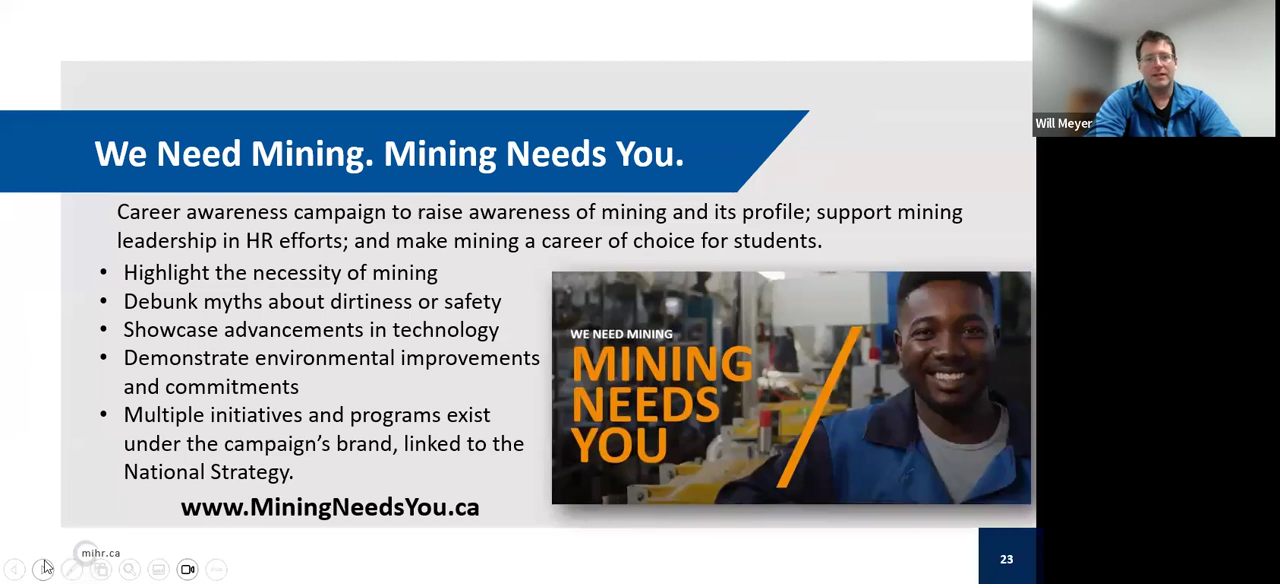 We Need Mining. Mining Needs You.
Will Meyer
Career awareness campaign to raise awareness of mining and its profile; support mining
leadership in HR efforts; and make mining a career of choice for students.
• Highlight the necessity of mining
• Debunk myths about dirtiness or safety
• Showcase advancements in technology
• Demonstrate environmental improvements
and commitments
• Multiple initiatives and programs exist
under the campaign’s brand, linked to the
National Strategy.
www.MiningNeedsYou.ca
WE NEED MINING
MINING
NEEDS
YOU
mihr.ca
23